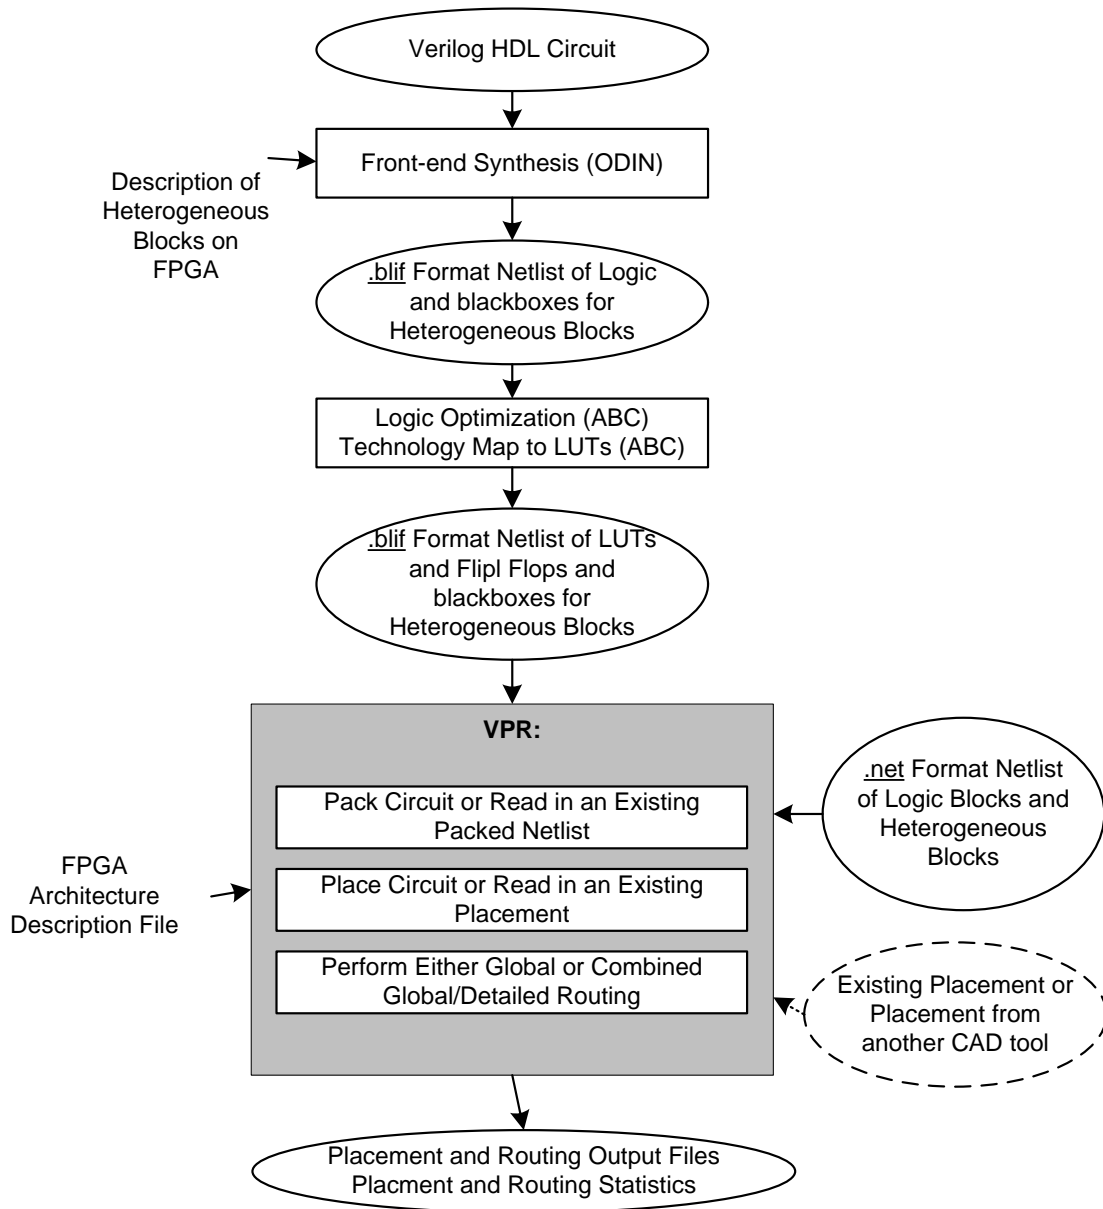 Verilog HDL Circuit
Front-end Synthesis (ODIN)
Description of
Heterogeneous
Blocks on
FPGA
.blif Format Netlist of Logic
and blackboxes for
Heterogeneous Blocks
Logic Optimization (ABC)
Technology Map to LUTs (ABC)
.blif Format Netlist of LUTs
and Flipl Flops and
blackboxes for
Heterogeneous Blocks
VPR:
Pack Circuit or Read in an Existing
Packed Netlist
.net Format Netlist
of Logic Blocks and
Heterogeneous
Blocks
FPGA
Architecture
Description File
Place Circuit or Read in an Existing
Placement
Perform Either Global or Combined
Global/Detailed Routing
Existing Placement or
Placement from
another CAD tool
Placement and Routing Output Files
Placment and Routing Statistics